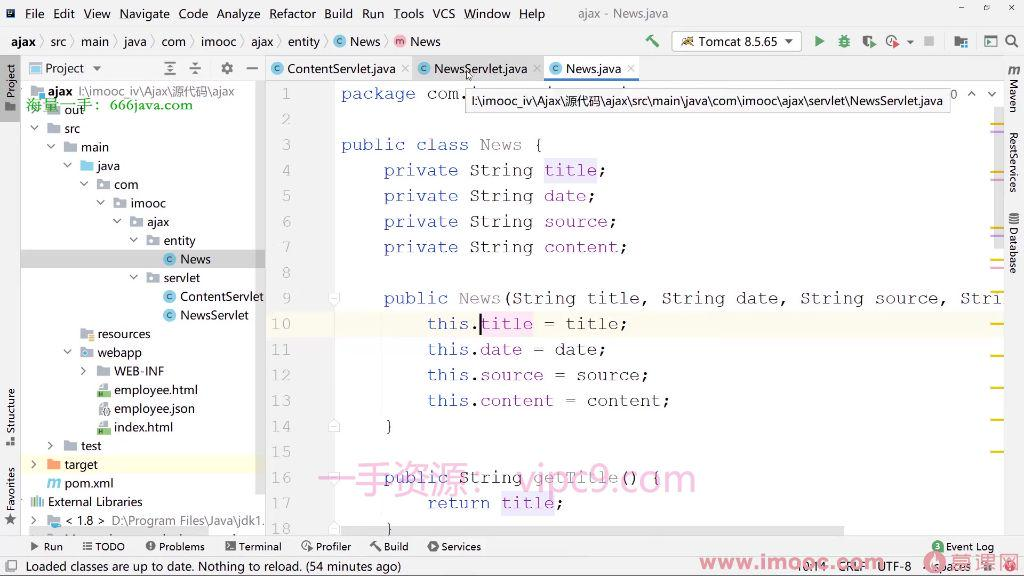 File Edit View Navigate Code Analyze Refactor Build Run Tools VCS Window Help ajax - News.java
ajax src main java com imooc ajax entity News News Tomcat 8.5.65
Project ContentServlet.java NewsServlet.java News.java
I:\imooc_iv\Ajax\源代码\ajax\src\main\java\com\imooc\ajax\servlet\NewsServlet.java
ajax I:\imooc_iv\Ajax\源代码\ajax
海量一手：666java.com
out
src
main
java
com
imooc
ajax
entity
News
servlet
ContentServlet
NewsServlet
resources
webapp
WEB-INF
employee.html
employee.json
index.html
test
target
pom.xml
External Libraries
< 1.8 > D:\Program Files\Java\jdk1.
1 package com.
2
3 public class News {
4 private String title;
5 private String date;
6 private String source;
7 private String content;
8
9 public News(String title, String date, String source, Stri
10 this.title = title;
11 this.date = date;
12 this.source = source;
13 this.content = content;
14 }
15
16 public String getTitle() {
17 return title;
18 }
一手资源：vipc9.com
Project
Structure
Favorites
Maven
RestServices
Database
Run TODO Problems Terminal Profiler Build Services 3 Event Log
Loaded classes are up to date. Nothing to reload. (54 minutes ago) 10:14 CRLF UTF-8 4 spaces
www.imooc.com 慕课网